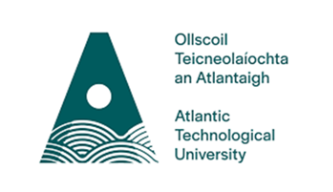 Ollscoil
Teicneolaíochta
an Atlantaigh
Atlantic
Technological
University